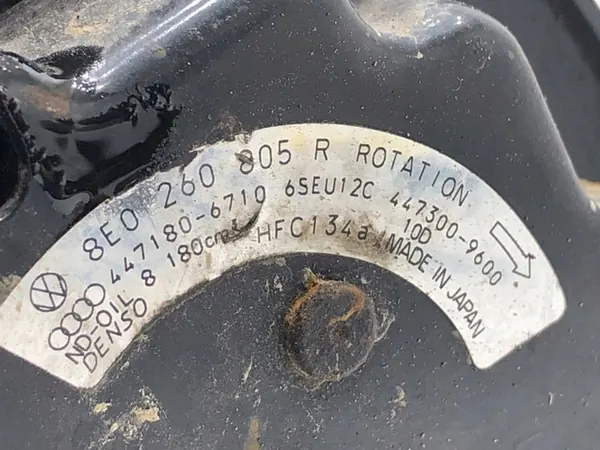 8E0 260 805 R ROTATION
447180-6710 6SEU12C 447300-9600
ND-OIL 8 180cm³ HFC134a 10D
DENSO MADE IN JAPAN